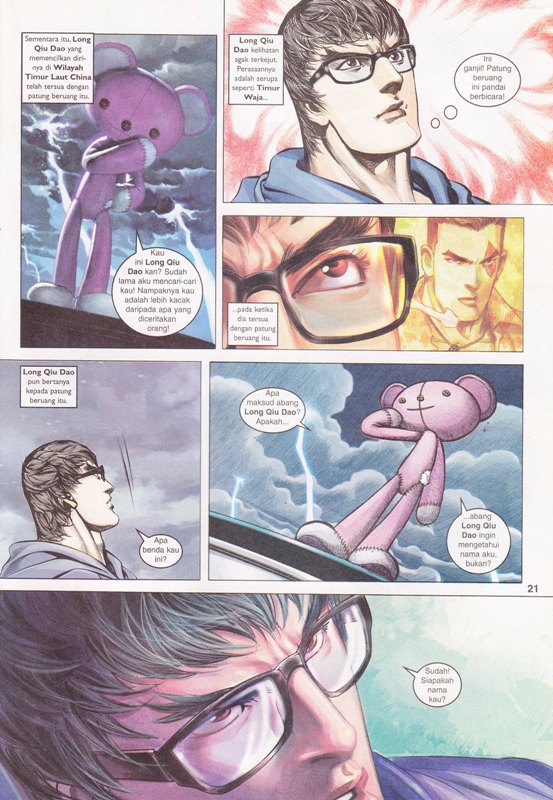 Sementara itu, Long
Qiu Dao yang
memencilkan diri-
nya di Wilayah
Timur Laut China
telah tersua dengan
patung beruang itu.
Kau
ini Long Qiu
Dao kan? Sudah
lama aku mencari-cari
kau! Nampaknya kau
adalah lebih kacak
daripada apa yang
diceritakan
orang!
Long Qiu
Dao kelihatan
agak terkejut.
Perasaannya
adalah serupa
seperti Timur
Waja...
Ini
ganjil! Patung
beruang
ini pandai
berbicara!
...pada ketika
dia tersua
dengan patung
beruang itu.
Long Qiu Dao
pun bertanya
kepada patung
beruang itu.
Apa
benda kau
ini?
Apa
maksud abang
Long Qiu Dao?
Apakah...
...abang
Long Qiu
Dao ingin
mengetahui
nama aku,
bukan?
21
Sudah!
Siapakah
nama
kau?